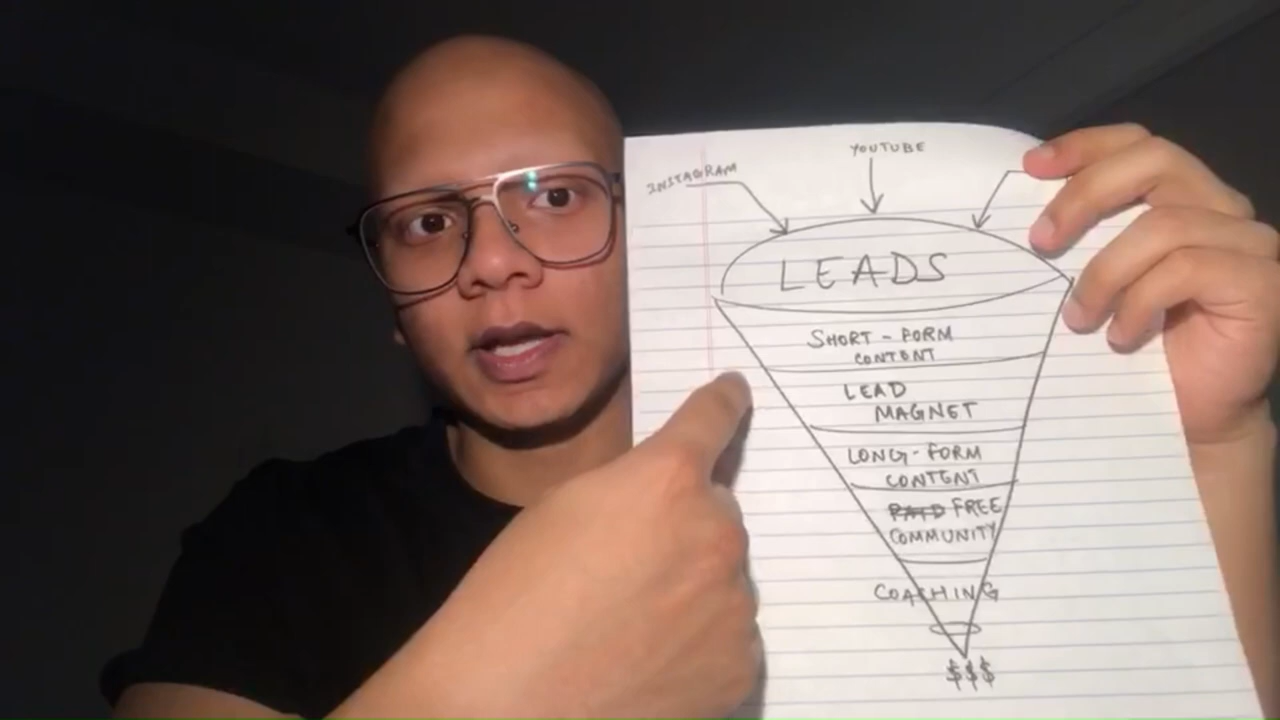 YOUTUBE
INSTAGRAM
LEADS
SHORT-FORM
CONTENT
LEAD
MAGNET
LONG-FORM
CONTENT
PAID FREE
COMMUNITY
COACHING
$$$